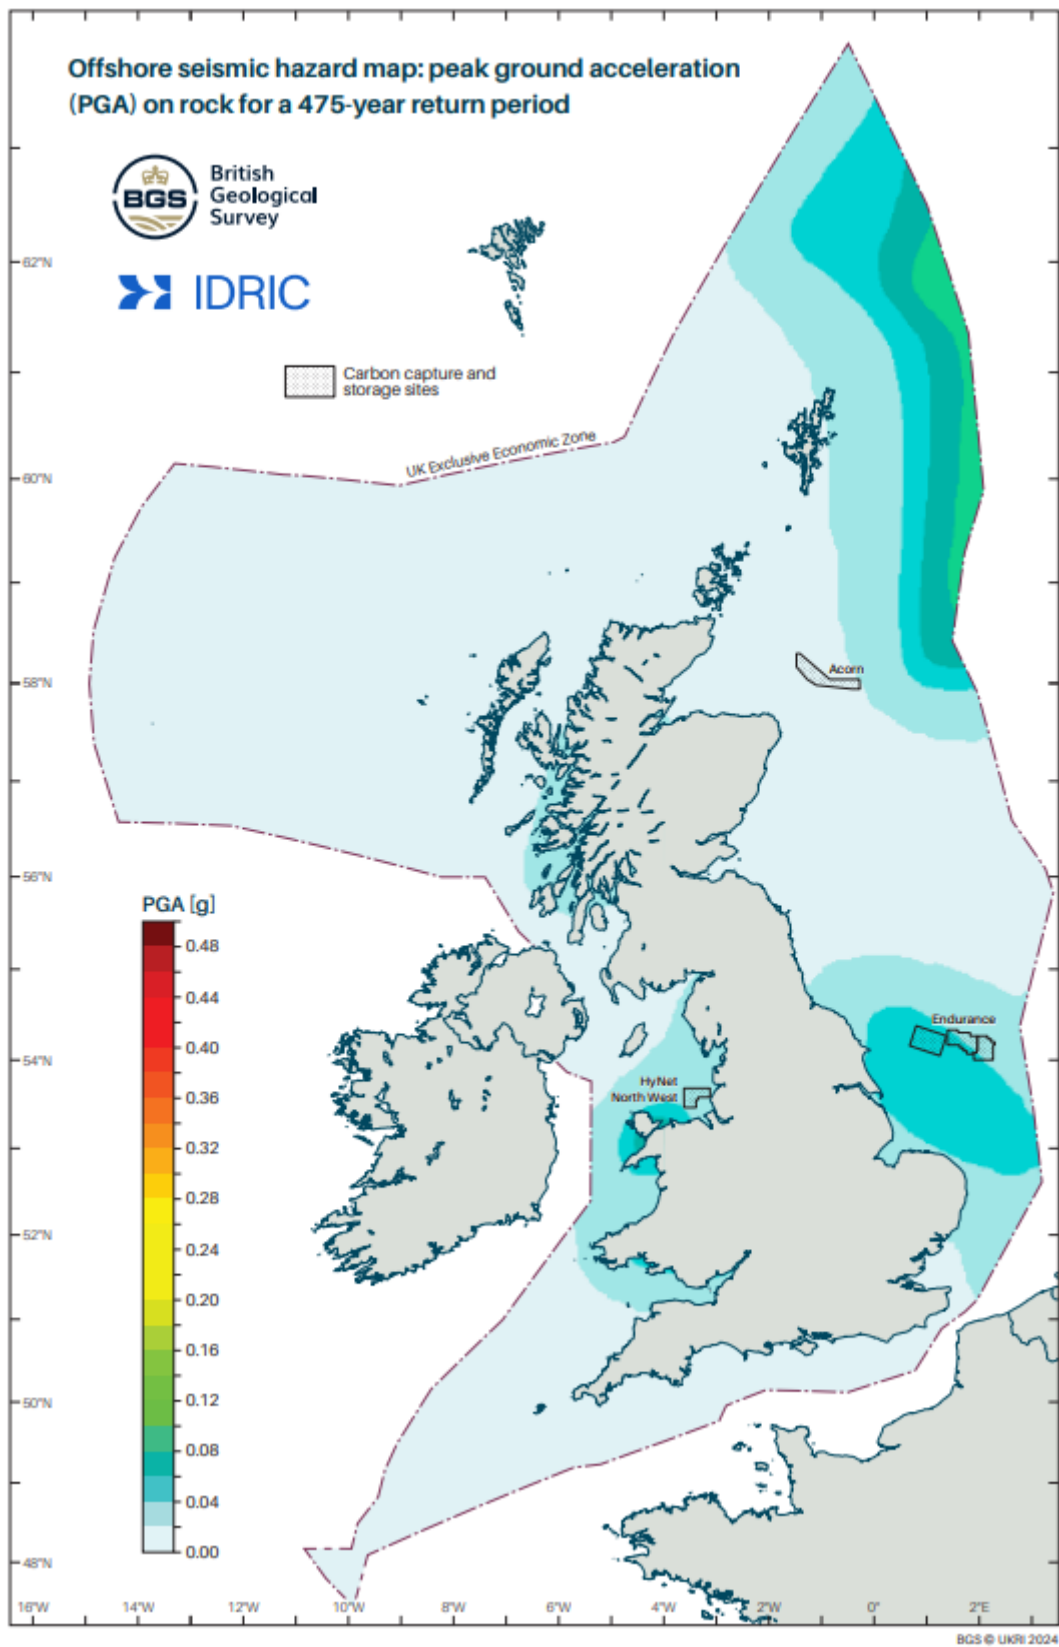 Offshore seismic hazard map: peak ground acceleration
(PGA) on rock for a 475-year return period
BGS
British
Geological
Survey
IDRIC
62°N
Carbon capture and
storage sites
UK Exclusive Economic Zone
60°N
Acorn
58°N
56°N
PGA [g]
0.48
0.44
0.40
0.36
0.32
0.28
0.24
0.20
0.16
0.12
0.08
0.04
0.00
Endurance
54°N
HyNet
North West
52°N
50°N
48°N
16°W
14°W
12°W
10°W
8°W
6°W
4°W
2°W
0°
2°E
BGS © UKRI 2024